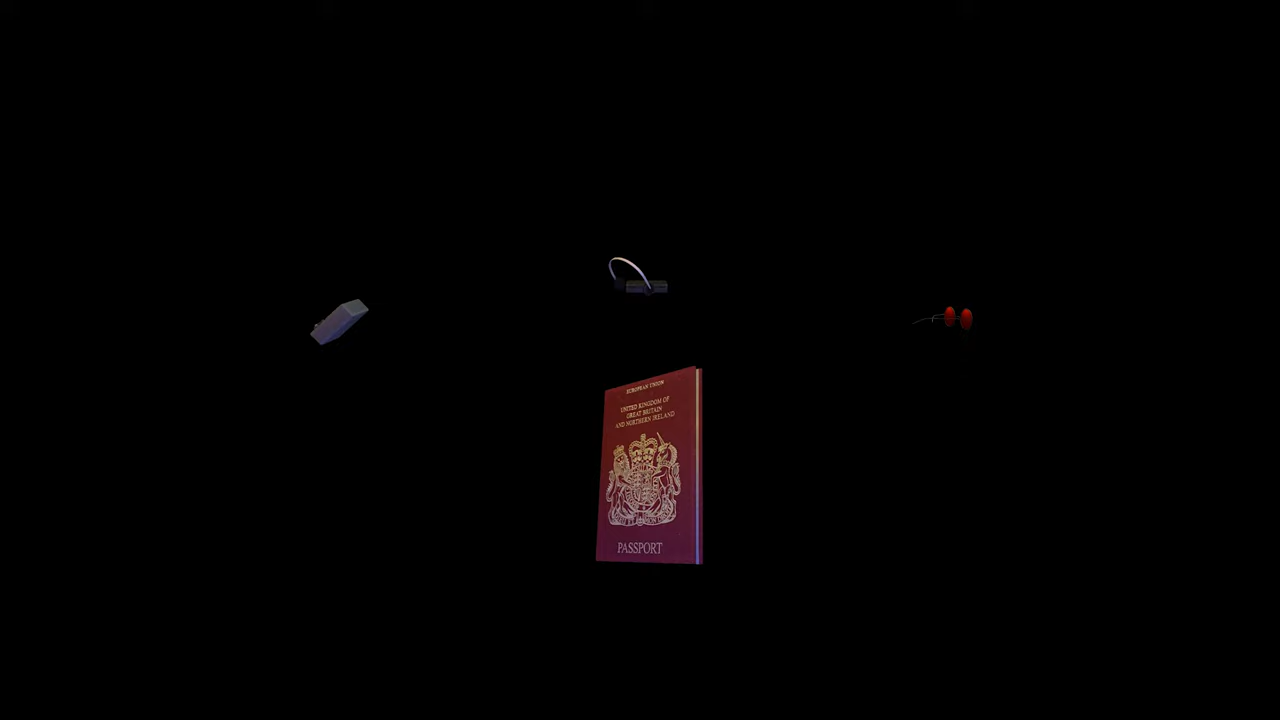 EUROPEAN UNION
UNITED KINGDOM OF
GREAT BRITAIN
AND NORTHERN IRELAND
PASSPORT